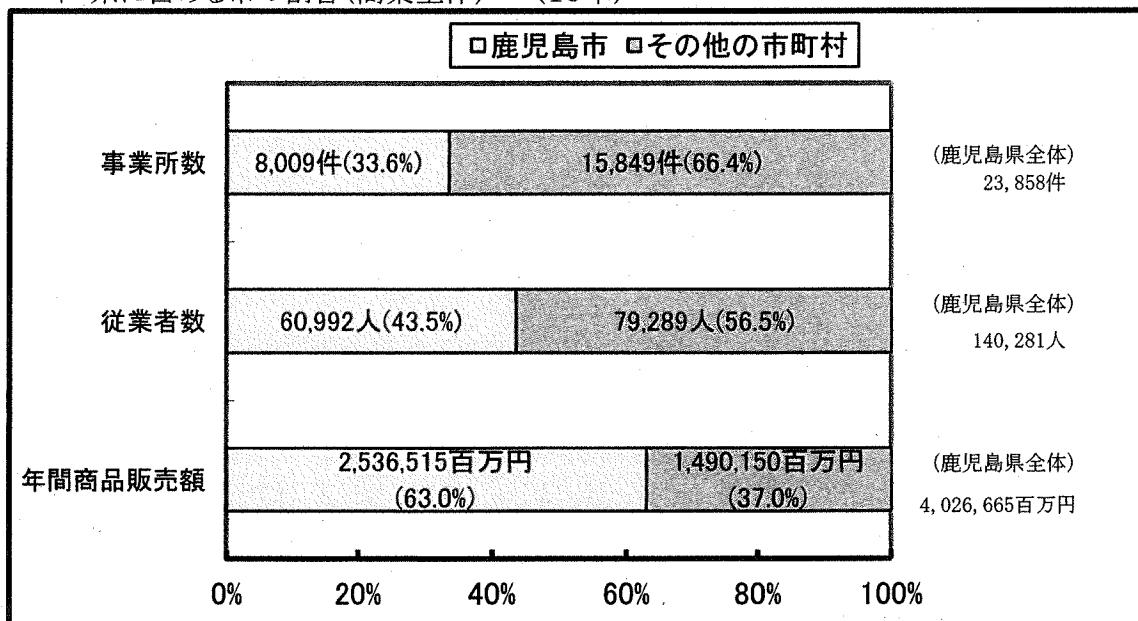 □鹿児島市 □その他の市町村
事業所数
8,009件(33.6%)
15,849件(66.4%)
(鹿児島県全体)
23,858件
従業者数
60,992人(43.5%)
79,289人(56.5%)
(鹿児島県全体)
140,281人
年間商品販売額
2,536,515百万円
(63.0%)
1,490,150百万円
(37.0%)
(鹿児島県全体)
4,026,665百万円
0% 20% 40% 60% 80% 100%